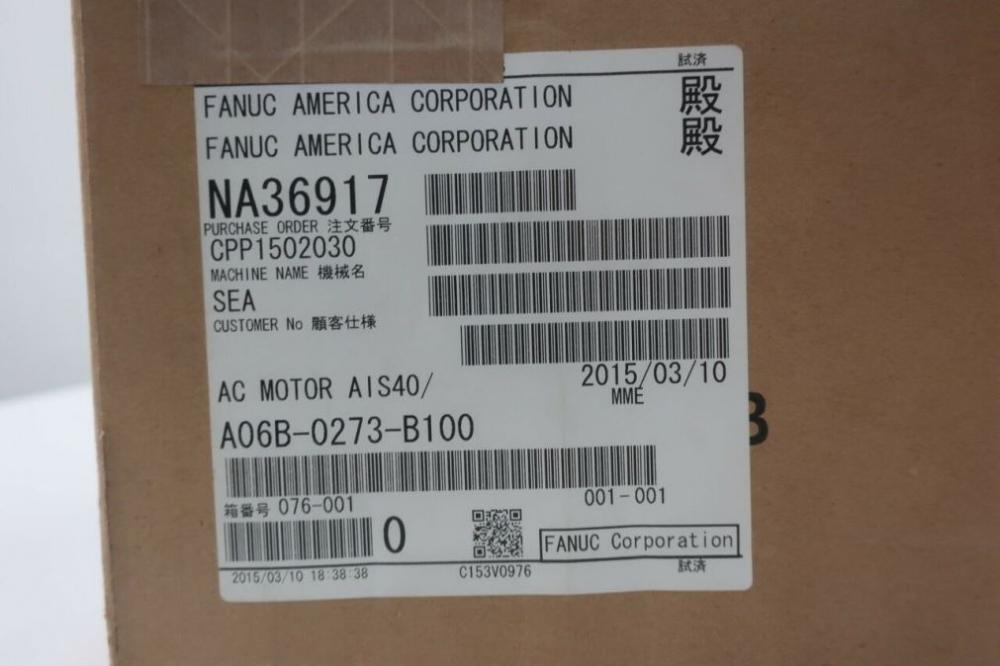 試済
FANUC AMERICA CORPORATION 殿
FANUC AMERICA CORPORATION 殿
NA36917
PURCHASE ORDER 注文番号
CPP1502030
MACHINE NAME 機械名
SEA
CUSTOMER No 顧客仕様
2015/03/10
AC MOTOR AIS40/
MME
A06B-0273-B100
箱番号 076-001
001-001
0
FANUC Corporation
2015/03/10 18:38:38
C153V0976
試済